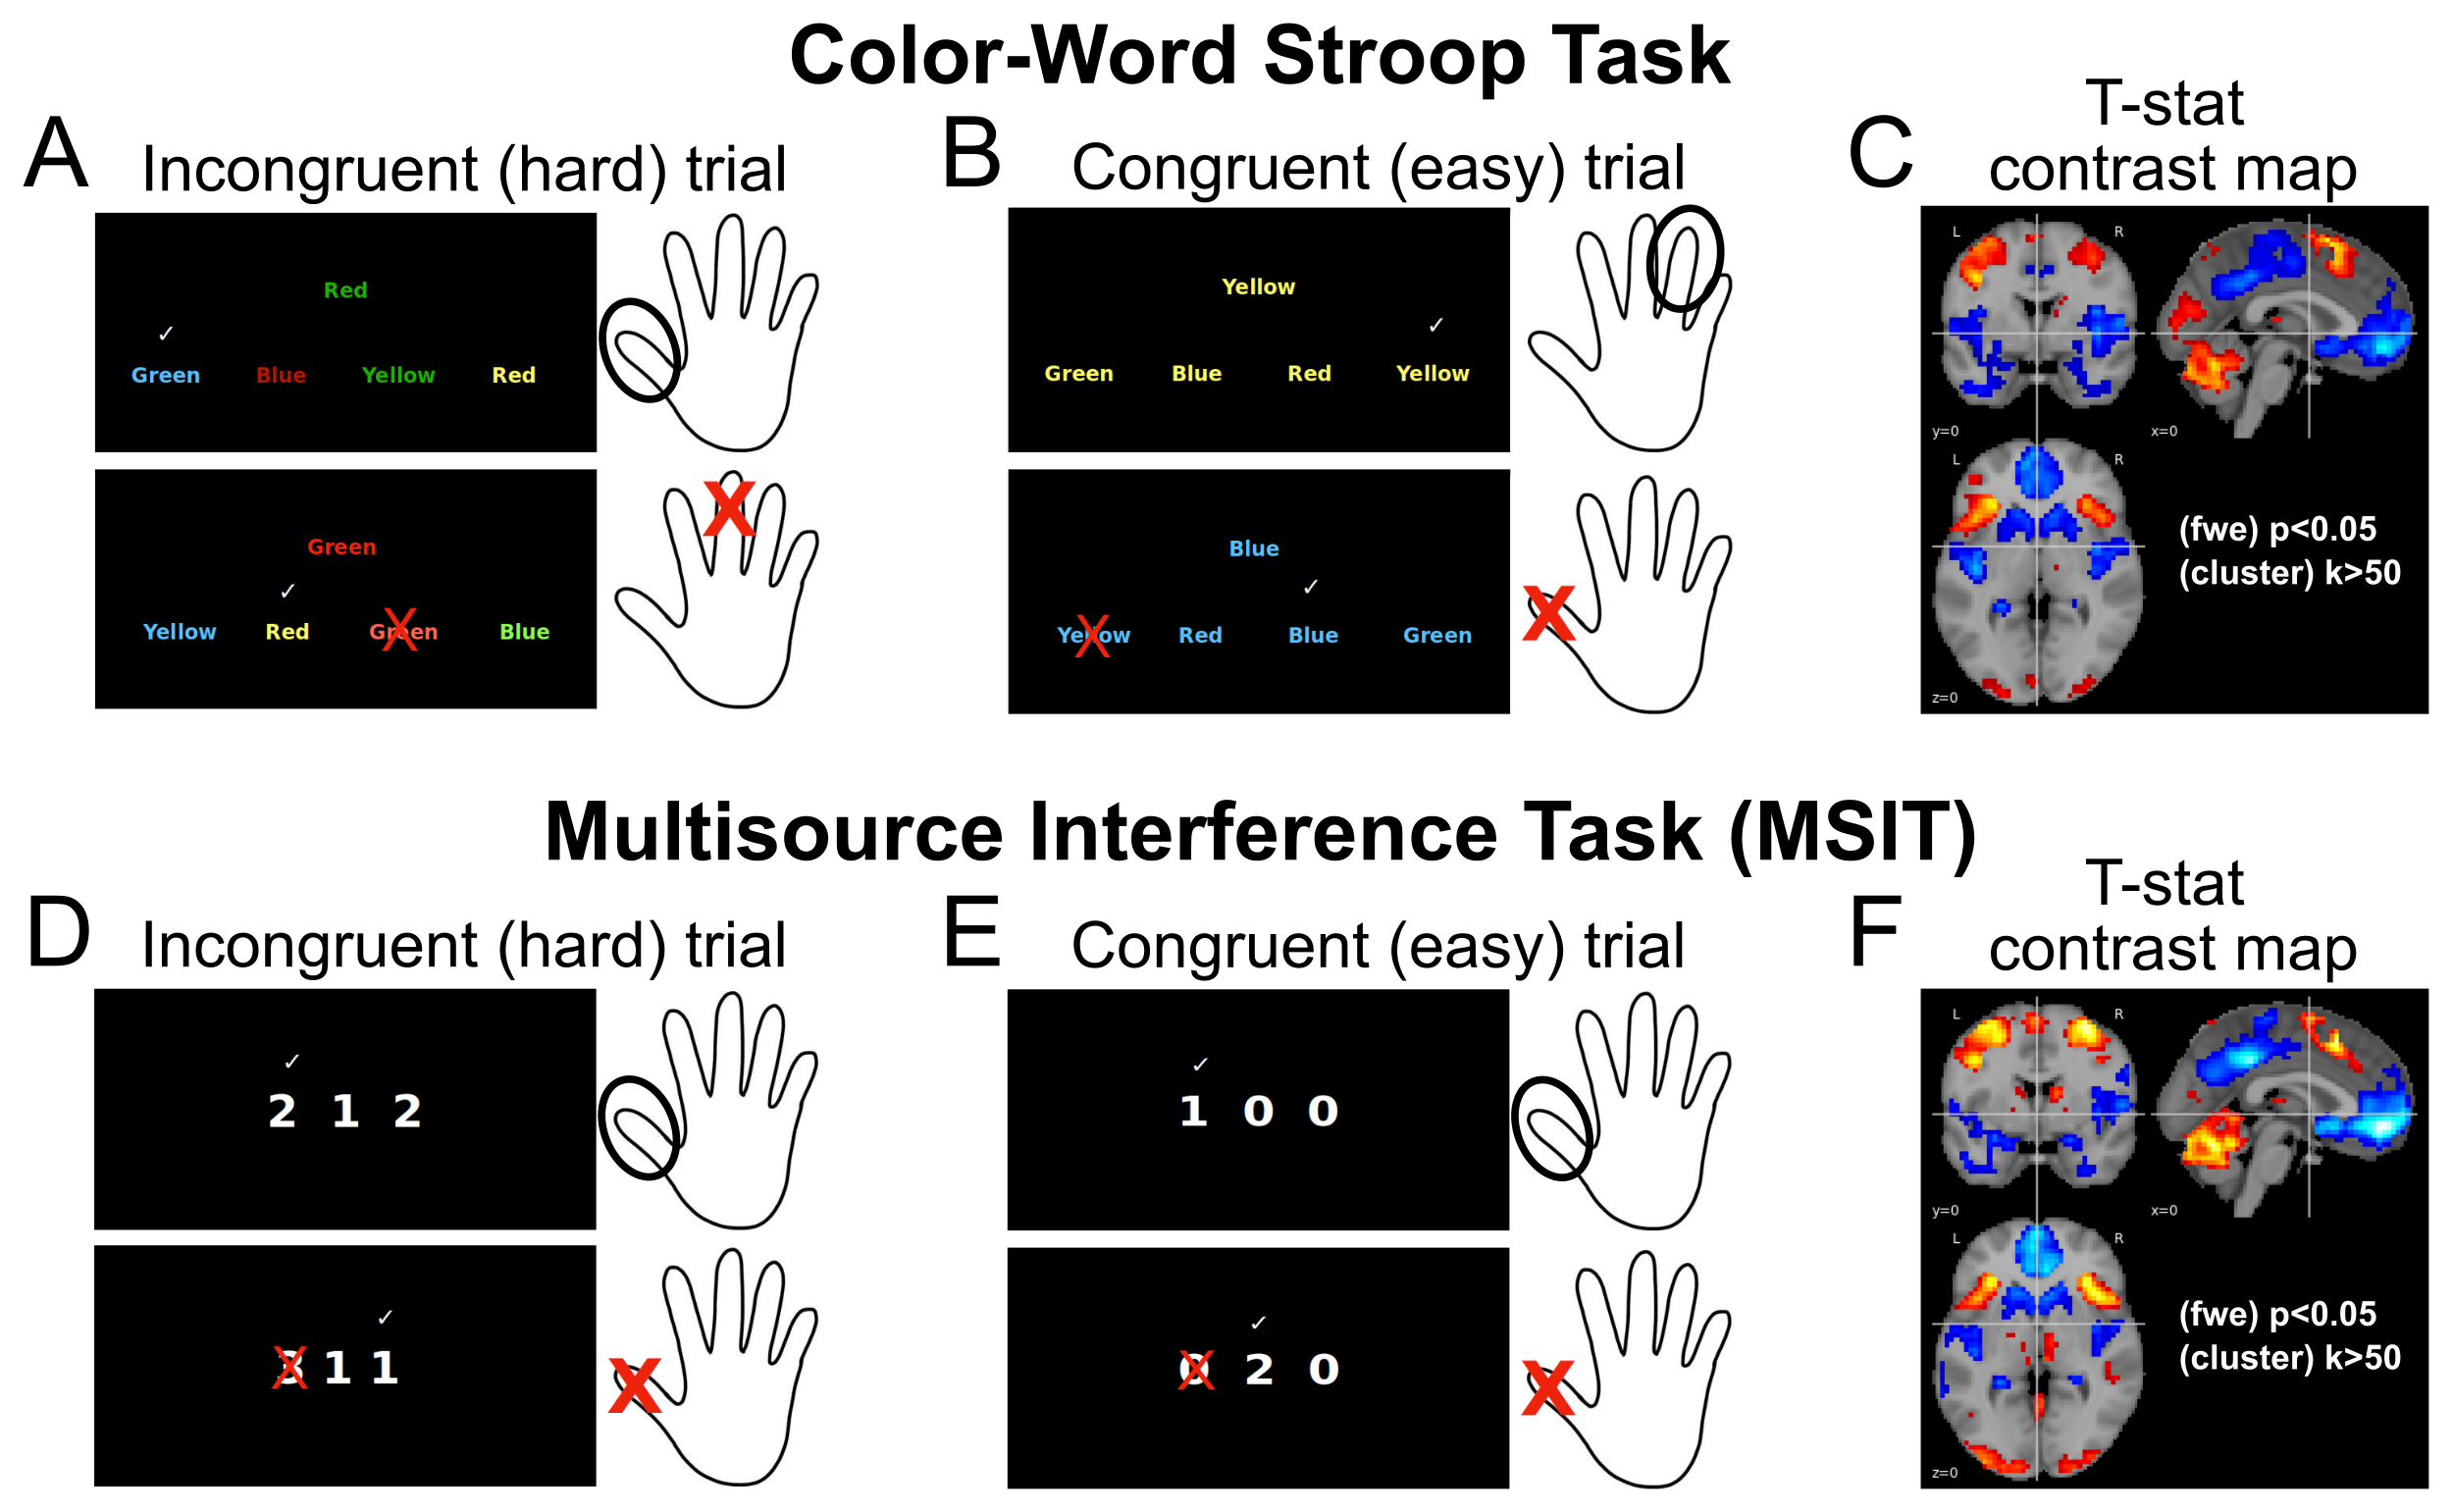 Color-Word Stroop Task
A
Incongruent (hard) trial
Red
✓
Green Blue Yellow Red
Green
✓
Yellow Red Green Blue
X
X
B
Congruent (easy) trial
Yellow
✓
Green Blue Red Yellow
Blue
✓
Yellow Red Blue Green
X
X
C
T-stat
contrast map
L R
y=0 x=0
L R
z=0
(fwe) p<0.05
(cluster) k>50
Multisource Interference Task (MSIT)
D
Incongruent (hard) trial
✓
2 1 2
✓
3 1 1
X
X
E
Congruent (easy) trial
✓
1 0 0
✓
0 2 0
X
X
F
T-stat
contrast map
L R
y=0 x=0
L R
z=0
(fwe) p<0.05
(cluster) k>50